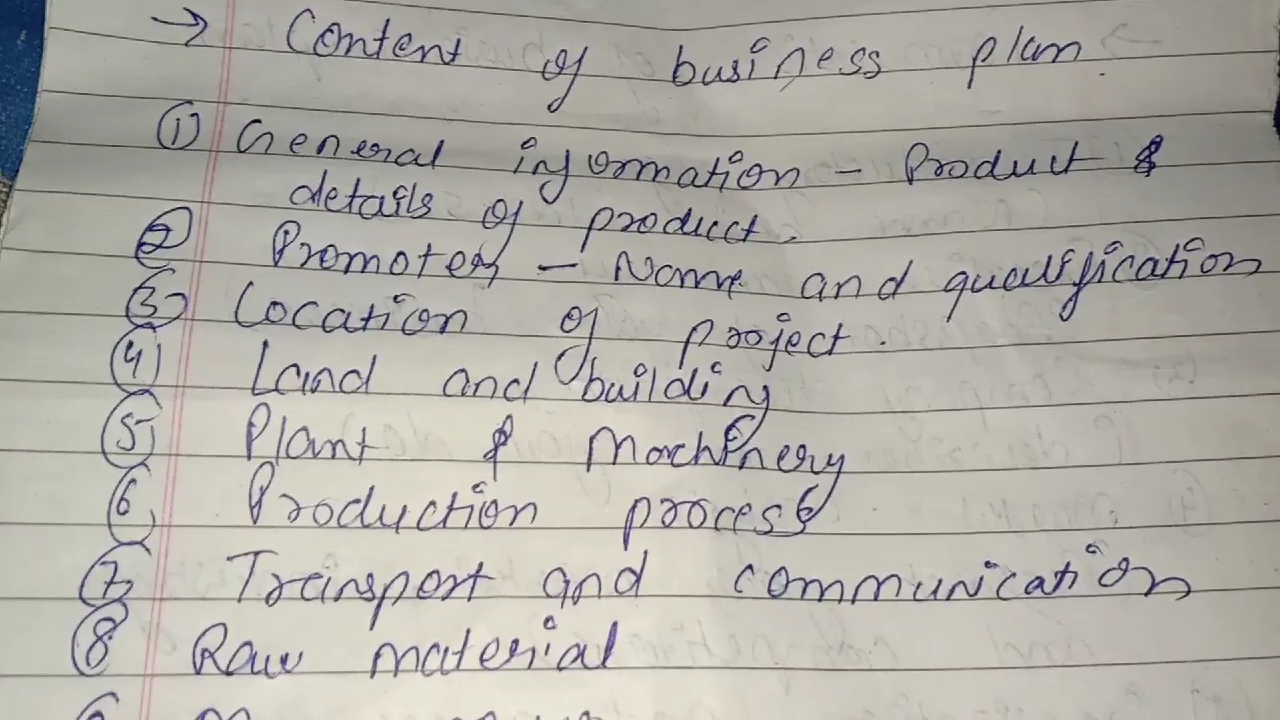 → Content of business plan.
① General information – Product &
details of product.
② Promoters – Name and qualification
③ Location of project.
④ Land and building
⑤ Plant & Machinery
⑥ Production process
⑦ Transport and communication
⑧ Raw material